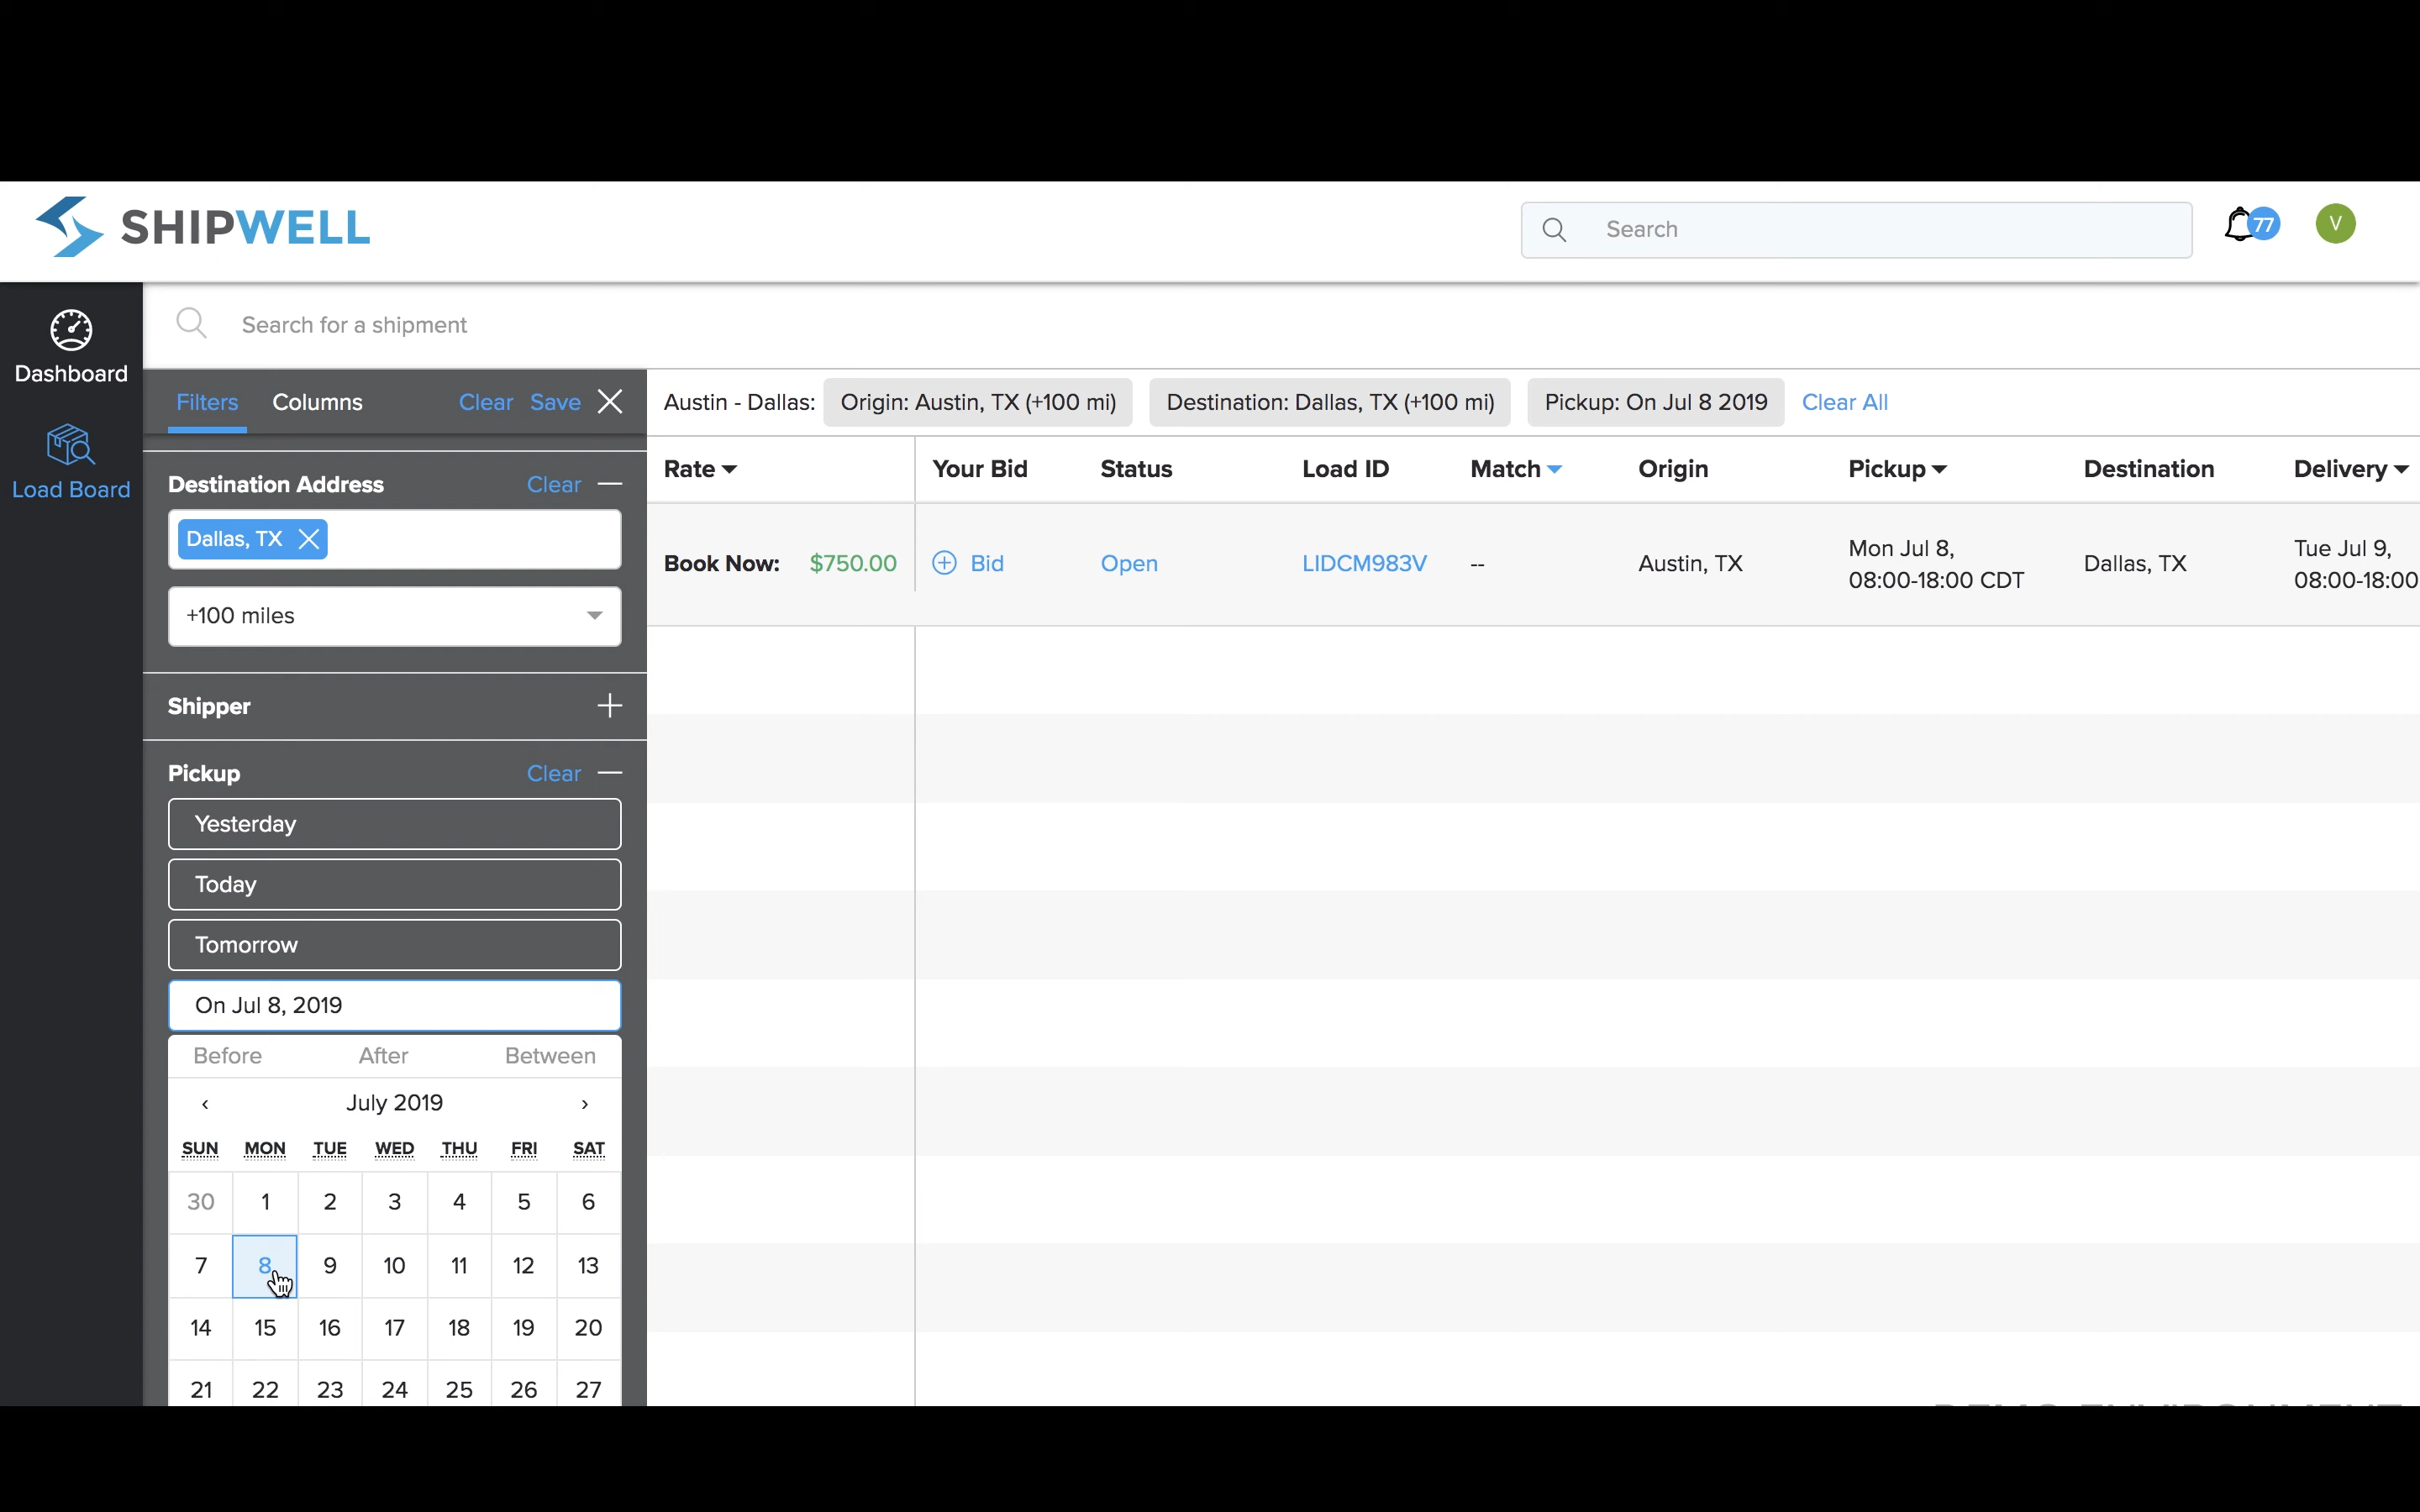 SHIPWELL
Search
77
V
Search for a shipment
Dashboard
Load Board
Filters Columns Clear Save
Austin - Dallas: Origin: Austin, TX (+100 mi) Destination: Dallas, TX (+100 mi) Pickup: On Jul 8 2019 Clear All
Destination Address Clear
Dallas, TX
+100 miles
Shipper
Pickup Clear
Yesterday
Today
Tomorrow
On Jul 8, 2019
Before After Between
‹ July 2019 ›
SUN MON TUE WED THU FRI SAT
30 1 2 3 4 5 6
7 8 9 10 11 12 13
14 15 16 17 18 19 20
21 22 23 24 25 26 27
Rate Your Bid Status Load ID Match Origin Pickup Destination Delivery
Book Now: $750.00 Bid Open LIDCM983V -- Austin, TX Mon Jul 8, Dallas, TX Tue Jul 9,
08:00-18:00 CDT 08:00-18:00